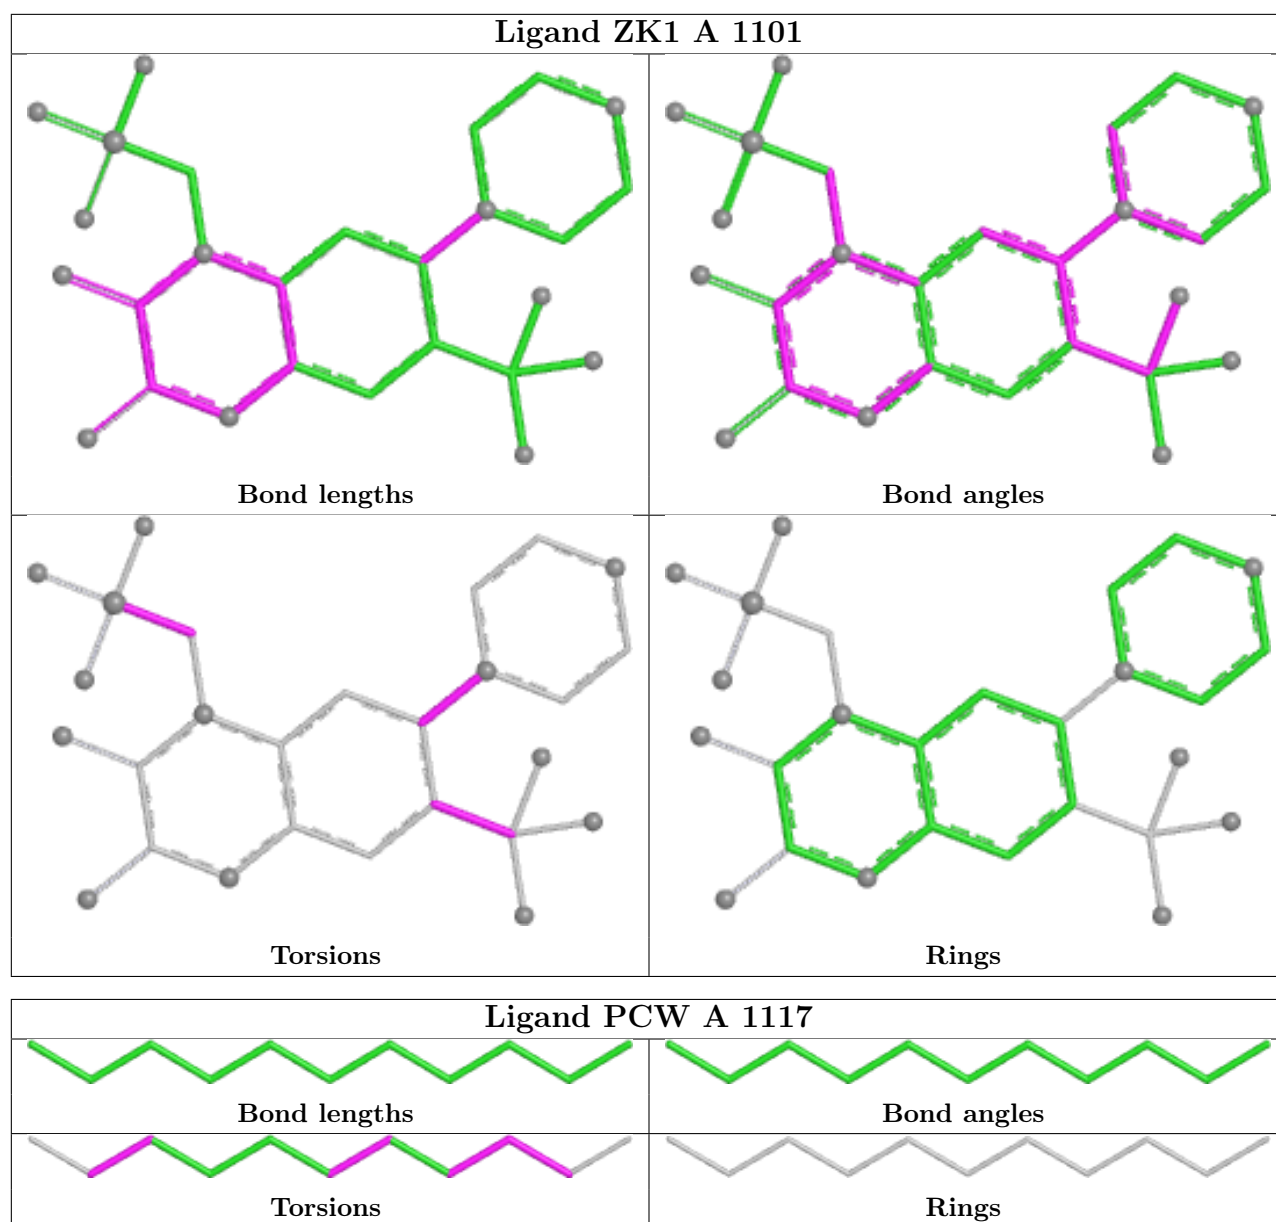 Ligand ZK1 A 1101
Bond lengths
Bond angles
Torsions
Rings
Ligand PCW A 1117
Bond lengths
Bond angles
Torsions
Rings